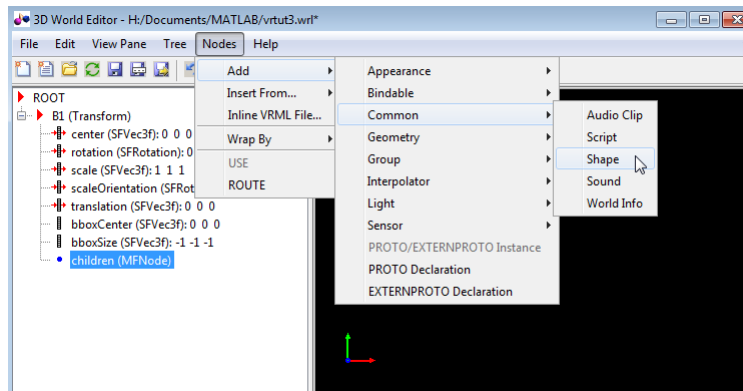 3D World Editor - H:/Documents/MATLAB/vrtut3.wrl*
File Edit View Pane Tree Nodes Help
ROOT
B1 (Transform)
center (SFVec3f): 0 0 0
rotation (SFRotation): 0
scale (SFVec3f): 1 1 1
scaleOrientation (SFRot
translation (SFVec3f): 0 0 0
bboxCenter (SFVec3f): 0 0 0
bboxSize (SFVec3f): -1 -1 -1
children (MFNode)
Add
Insert From...
Inline VRML File...
Wrap By
USE
ROUTE
Appearance
Bindable
Common
Geometry
Group
Interpolator
Light
Sensor
PROTO/EXTERNPROTO Instance
PROTO Declaration
EXTERNPROTO Declaration
Audio Clip
Script
Shape
Sound
World Info